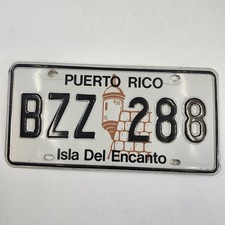 PUERTO RICO
BZZ 288
Isla Del Encanto